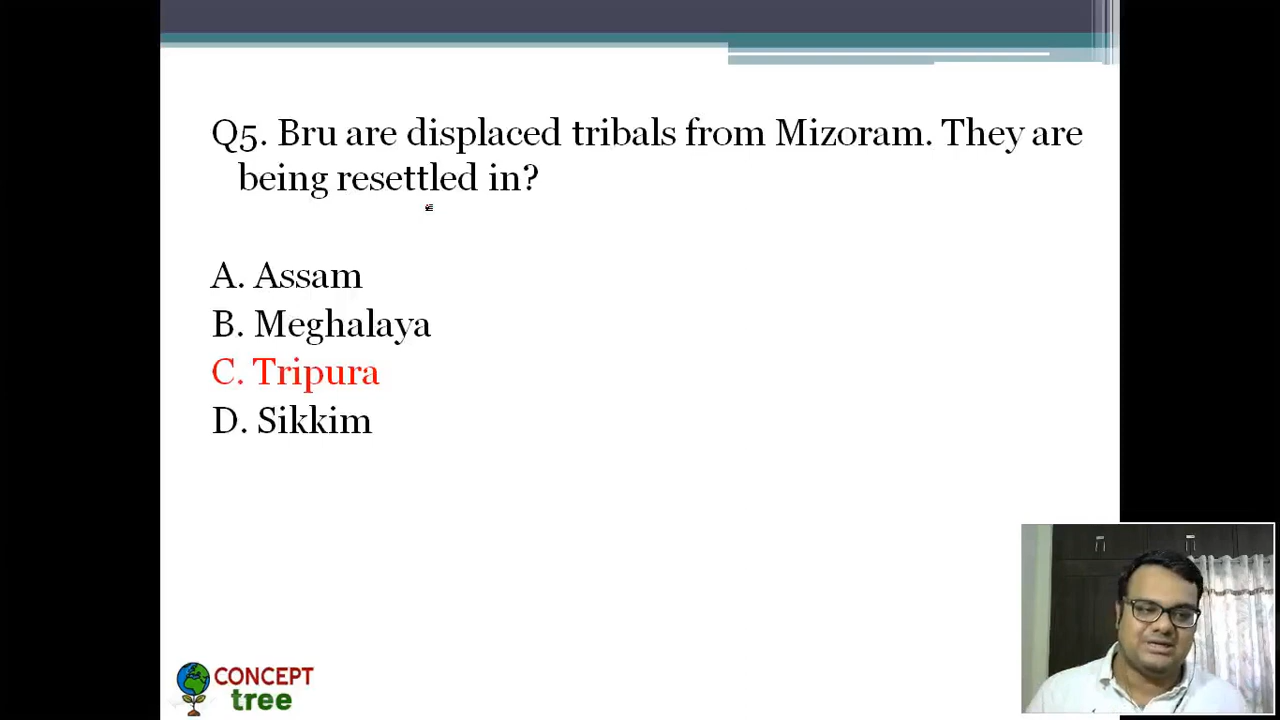 Q5. Bru are displaced tribals from Mizoram. They are
being resettled in?
A. Assam
B. Meghalaya
C. Tripura
D. Sikkim
CONCEPT
tree